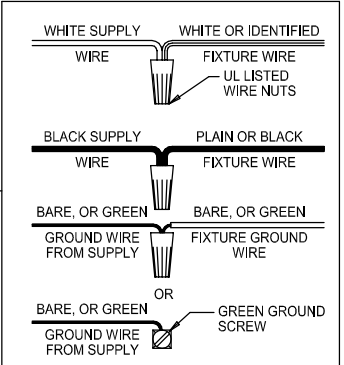 WHITE SUPPLY WHITE OR IDENTIFIED
WIRE FIXTURE WIRE
UL LISTED
WIRE NUTS
BLACK SUPPLY PLAIN OR BLACK
WIRE FIXTURE WIRE
BARE, OR GREEN BARE, OR GREEN
GROUND WIRE FIXTURE GROUND
FROM SUPPLY WIRE
OR
BARE, OR GREEN GREEN GROUND
SCREW
GROUND WIRE
FROM SUPPLY